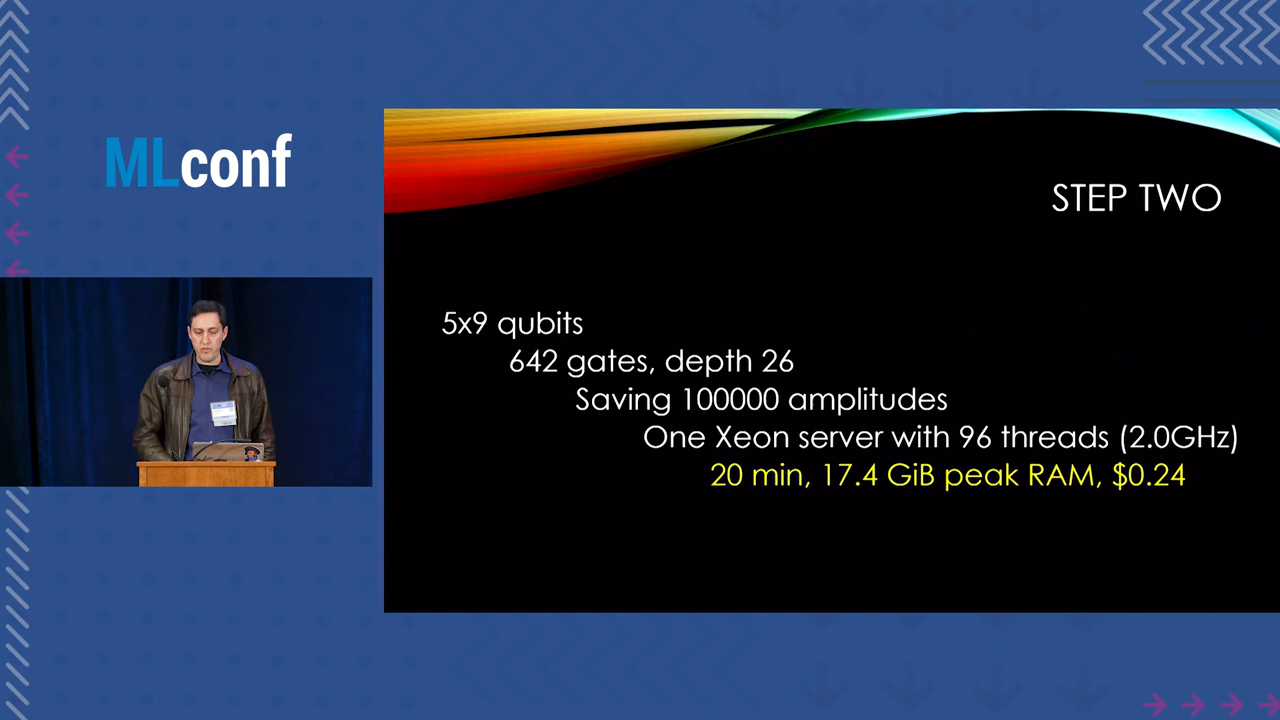 MLconf
STEP TWO
5x9 qubits
642 gates, depth 26
Saving 100000 amplitudes
One Xeon server with 96 threads (2.0GHz)
20 min, 17.4 GiB peak RAM, $0.24